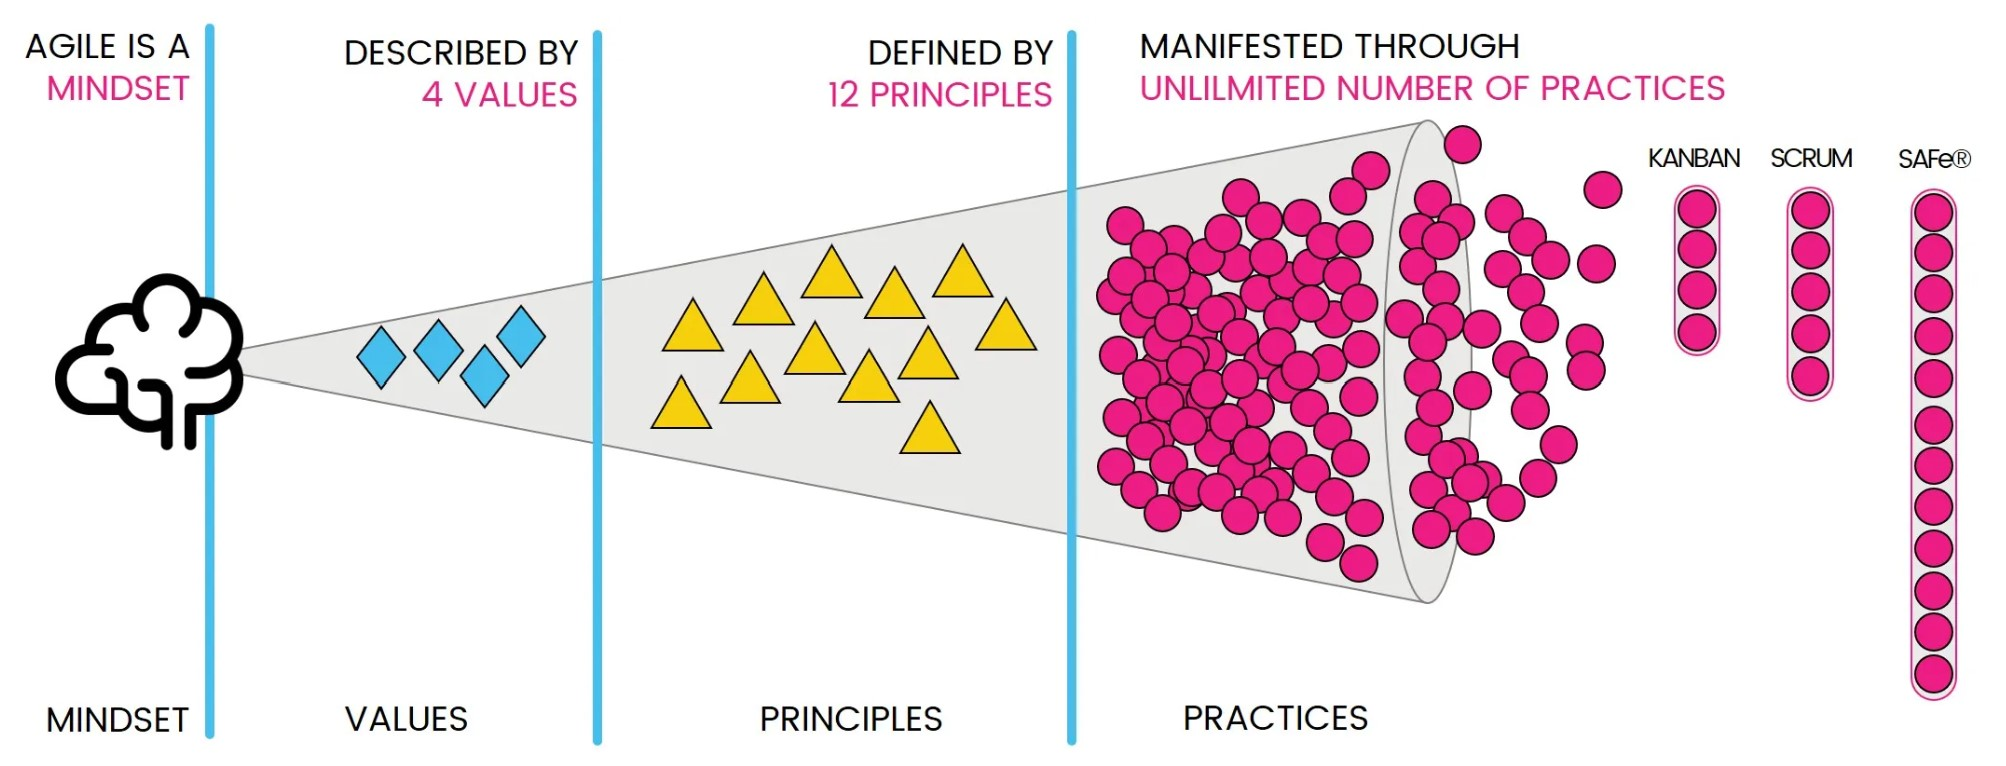 AGILE IS A
MINDSET
DESCRIBED BY
4 VALUES
DEFINED BY
12 PRINCIPLES
MANIFESTED THROUGH
UNLILMITED NUMBER OF PRACTICES
KANBAN
SCRUM
SAFe®
MINDSET
VALUES
PRINCIPLES
PRACTICES